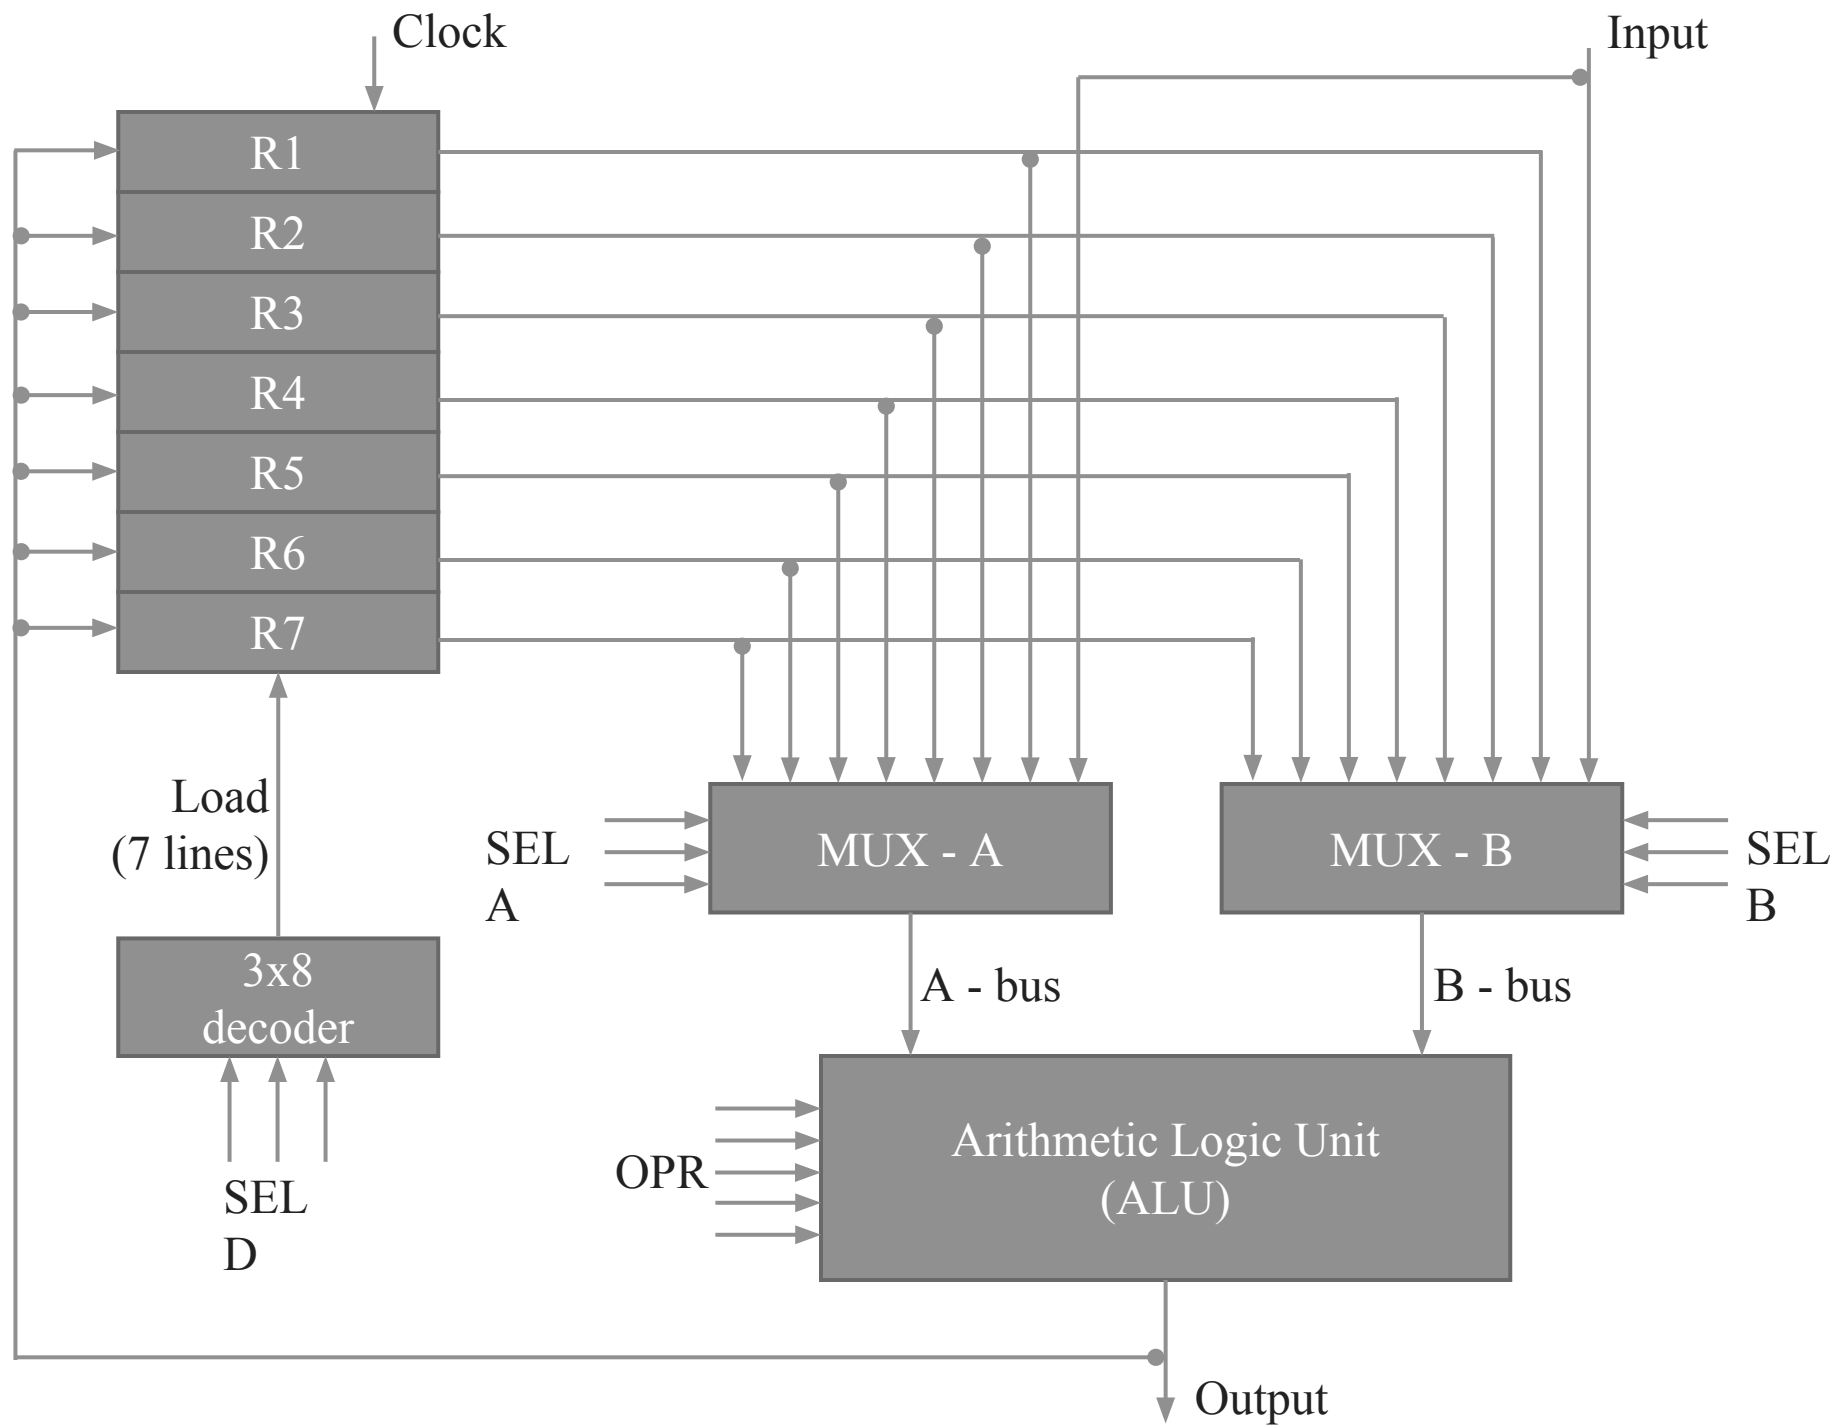 Clock
Input
R1
R2
R3
R4
R5
R6
R7
Load
(7 lines)
SEL
A
MUX - A
MUX - B
SEL
B
3x8
decoder
A - bus
B - bus
SEL
D
OPR
Arithmetic Logic Unit
(ALU)
Output